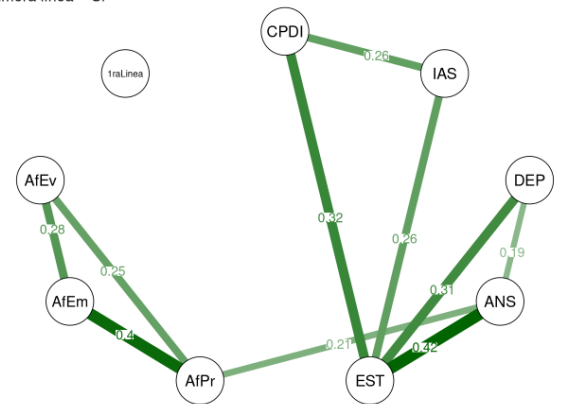 CPDI
0.26
1raLinea
IAS
AfEv
DEP
0.32
0.28
0.26
0.19
0.25
0.31
AfEm
ANS
0.4
0.21
0.42
AfPr
EST